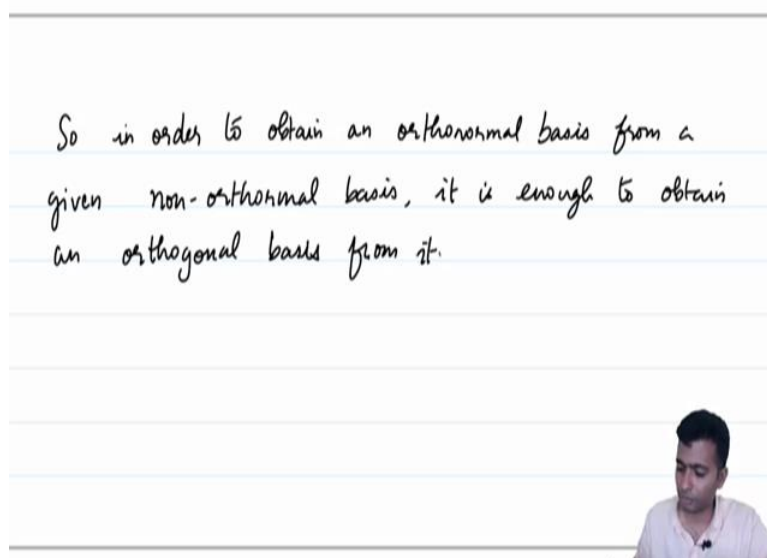 So in order to obtain an orthonormal basis from a
given non-orthormal basis, it is enough to obtain
an orthogonal basis from it.